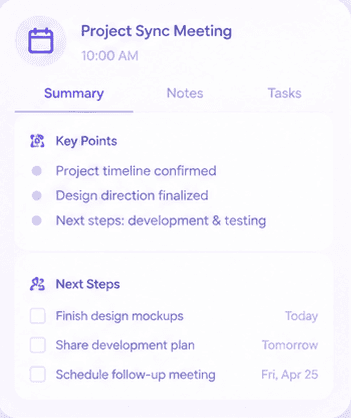 Project Sync Meeting
10:00 AM
Summary Notes Tasks
Key Points
Project timeline confirmed
Design direction finalized
Next steps: development & testing
Next Steps
Finish design mockups Today
Share development plan Tomorrow
Schedule follow-up meeting Fri, Apr 25